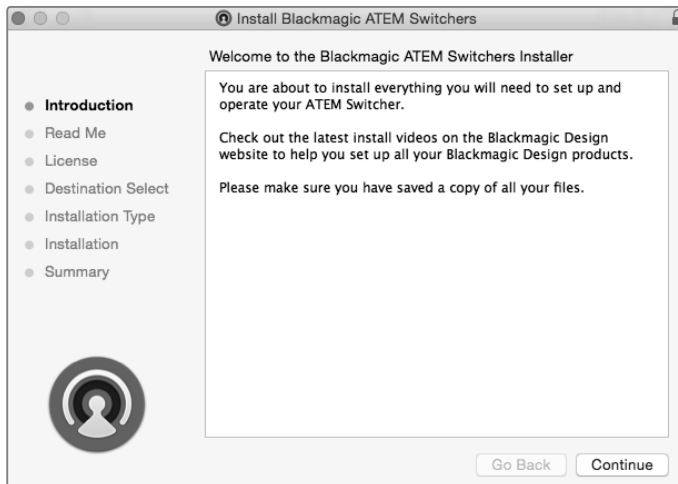 Install Blackmagic ATEM Switchers
Welcome to the Blackmagic ATEM Switchers Installer
Introduction
Read Me
License
Destination Select
Installation Type
Installation
Summary
You are about to install everything you will need to set up and
operate your ATEM Switcher.
Check out the latest install videos on the Blackmagic Design
website to help you set up all your Blackmagic Design products.
Please make sure you have saved a copy of all your files.
Go Back
Continue